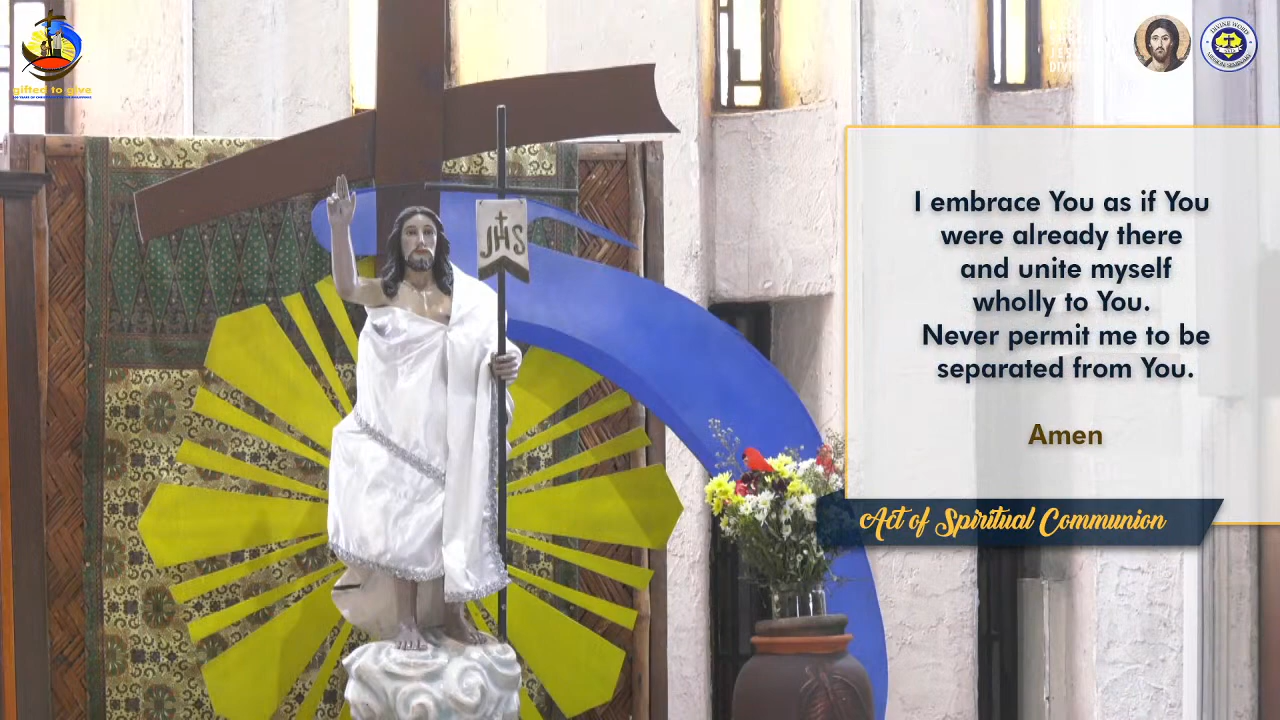 gifted to give
JHS
I embrace You as if You
were already there
and unite myself
wholly to You.
Never permit me to be
separated from You.
Amen
Act of Spiritual Communion